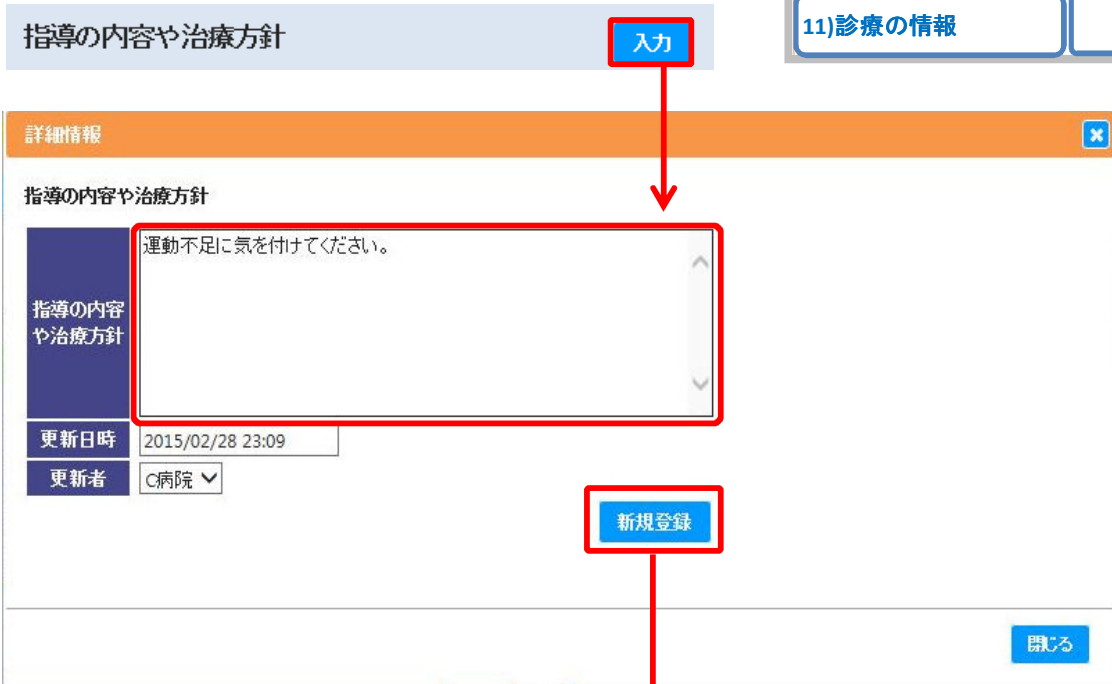 指導の内容や治療方針
入力
11)診療の情報
詳細情報
指導の内容や治療方針
指導の内容
や治療方針
運動不足に気を付けてください。
更新日時
2015/02/28 23:09
更新者
C病院
新規登録
閉じる